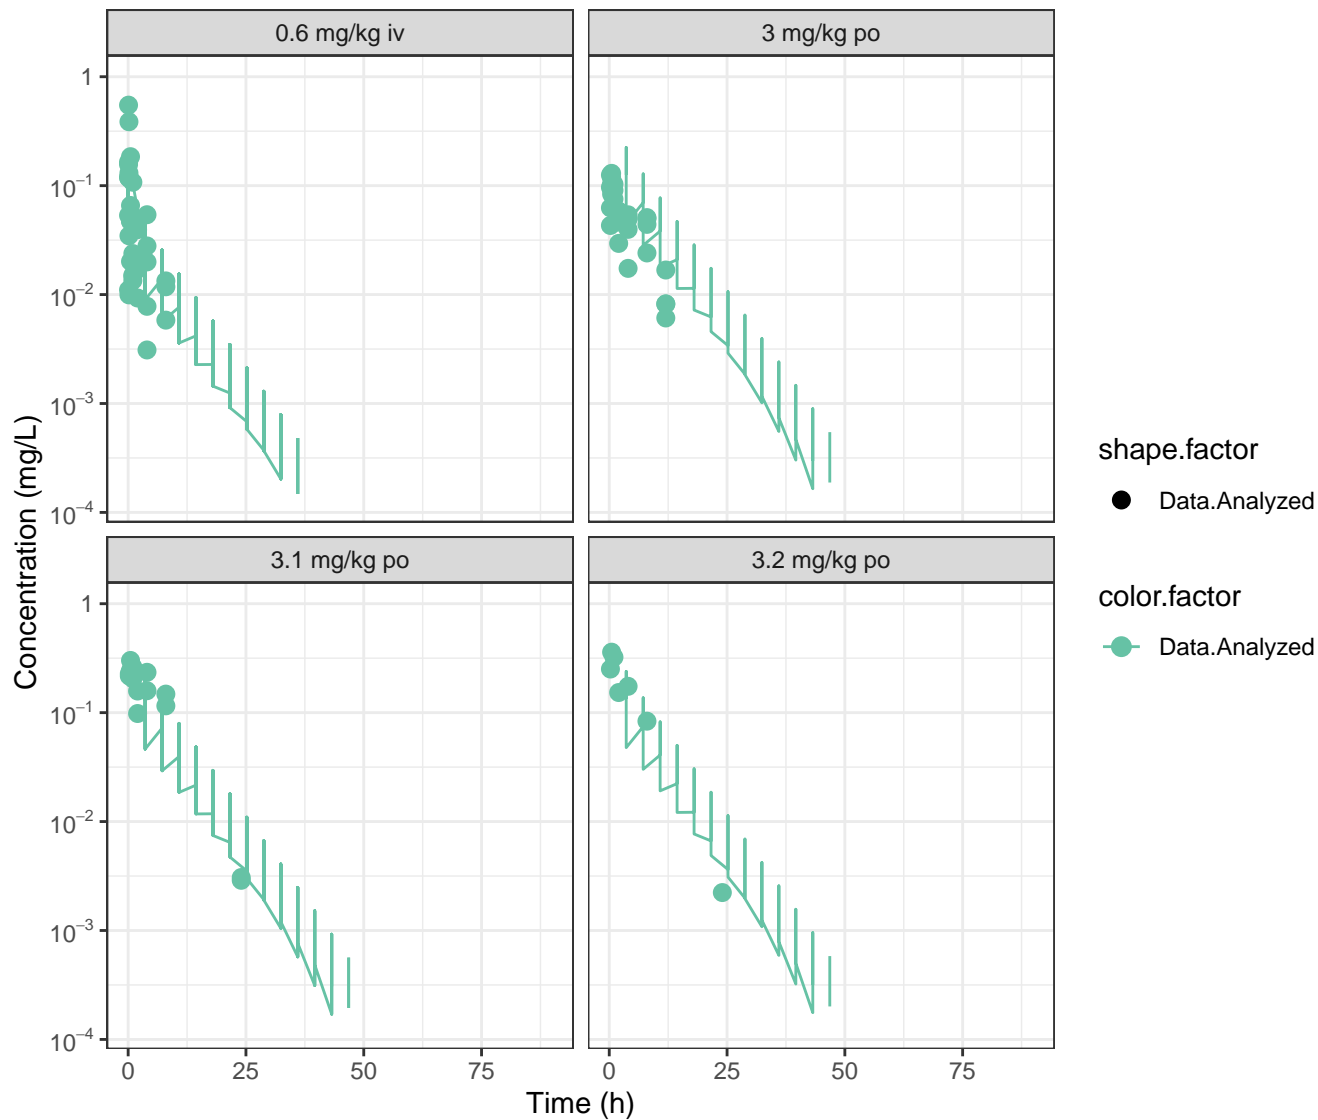 0.6 mg/kg iv
3 mg/kg po
1
10⁻¹
10⁻²
10⁻³
10⁻⁴
3.1 mg/kg po
3.2 mg/kg po
1
10⁻¹
10⁻²
10⁻³
10⁻⁴
0 25 50 75
0 25 50 75
Time (h)
Concentration (mg/L)
shape.factor
Data.Analyzed
color.factor
Data.Analyzed